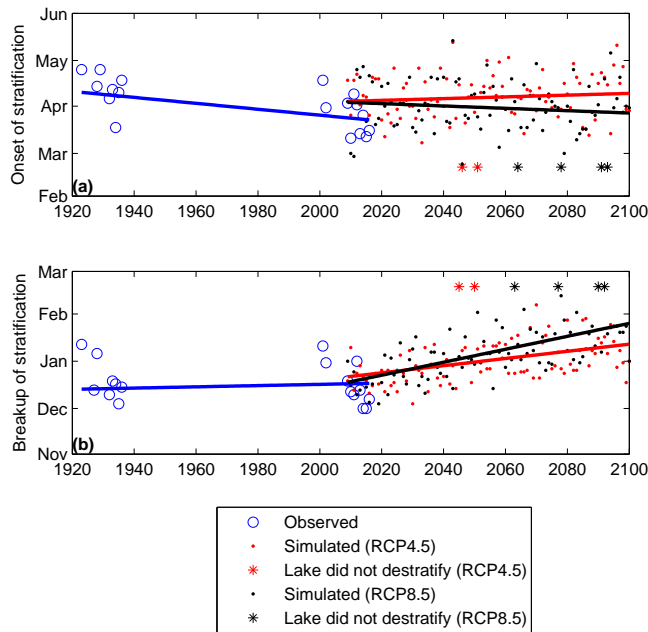 Jun
May
Apr
Mar
Feb
Onset of stratification
(a)
1920 1940 1960 1980 2000 2020 2040 2060 2080 2100
Mar
Feb
Jan
Dec
Nov
Breakup of stratification
(b)
1920 1940 1960 1980 2000 2020 2040 2060 2080 2100
Observed
Simulated (RCP4.5)
Lake did not destratify (RCP4.5)
Simulated (RCP8.5)
Lake did not destratify (RCP8.5)